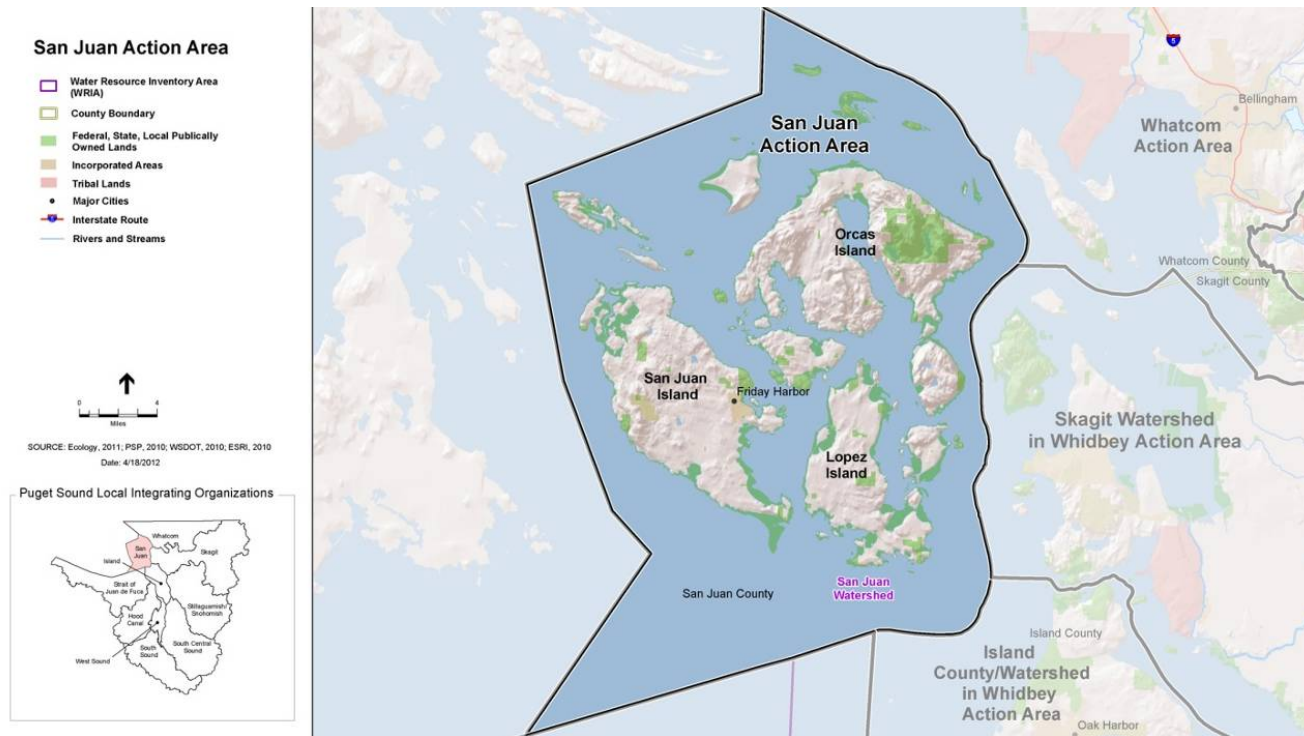 San Juan Action Area
Water Resource Inventory Area
(WRIA)
County Boundary
Federal, State, Local Publically
Owned Lands
Incorporated Areas
Tribal Lands
Major Cities
5
Interstate Route
Rivers and Streams
0
4
Miles
SOURCE: Ecology, 2011; PSP, 2010; WSDOT, 2010; ESRI, 2010
Date: 4/18/2012
Puget Sound Local Integrating Organizations
Whatcom
San
Juan
Skagit
Island
Strait of
Juan de Fuca
Stillaguamish/
Snohomish
Hood
Canal
South Central
Sound
South
Sound
West Sound
5
Bellingham
Whatcom
Action Area
San Juan
Action Area
Orcas
Island
Whatcom County
Skagit County
San Juan
Island
Friday Harbor
Skagit Watershed
in Whidbey Action Area
Lopez
Island
San Juan
Watershed
San Juan County
Island County
Island
County/Watershed
in Whidbey
Action Area
Oak Harbor